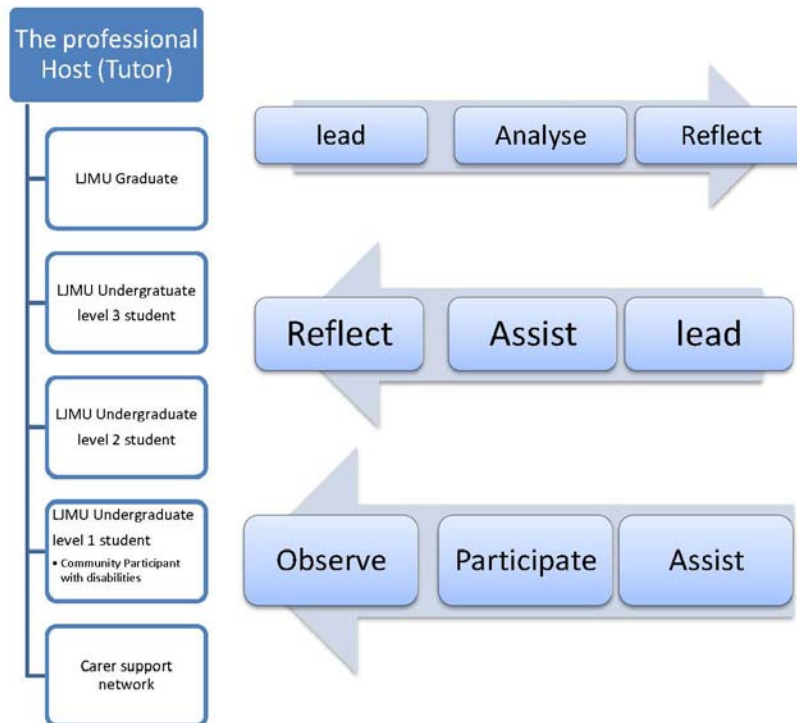 The professional
Host (Tutor)
LJMU Graduate
LJMU Undergratuate
level 3 student
LJMU Undergraduate
level 2 student
LJMU Undergraduate
level 1 student
• Community Participant
with disabilities
Carer support
network
lead Analyse Reflect
Reflect Assist lead
Observe Participate Assist